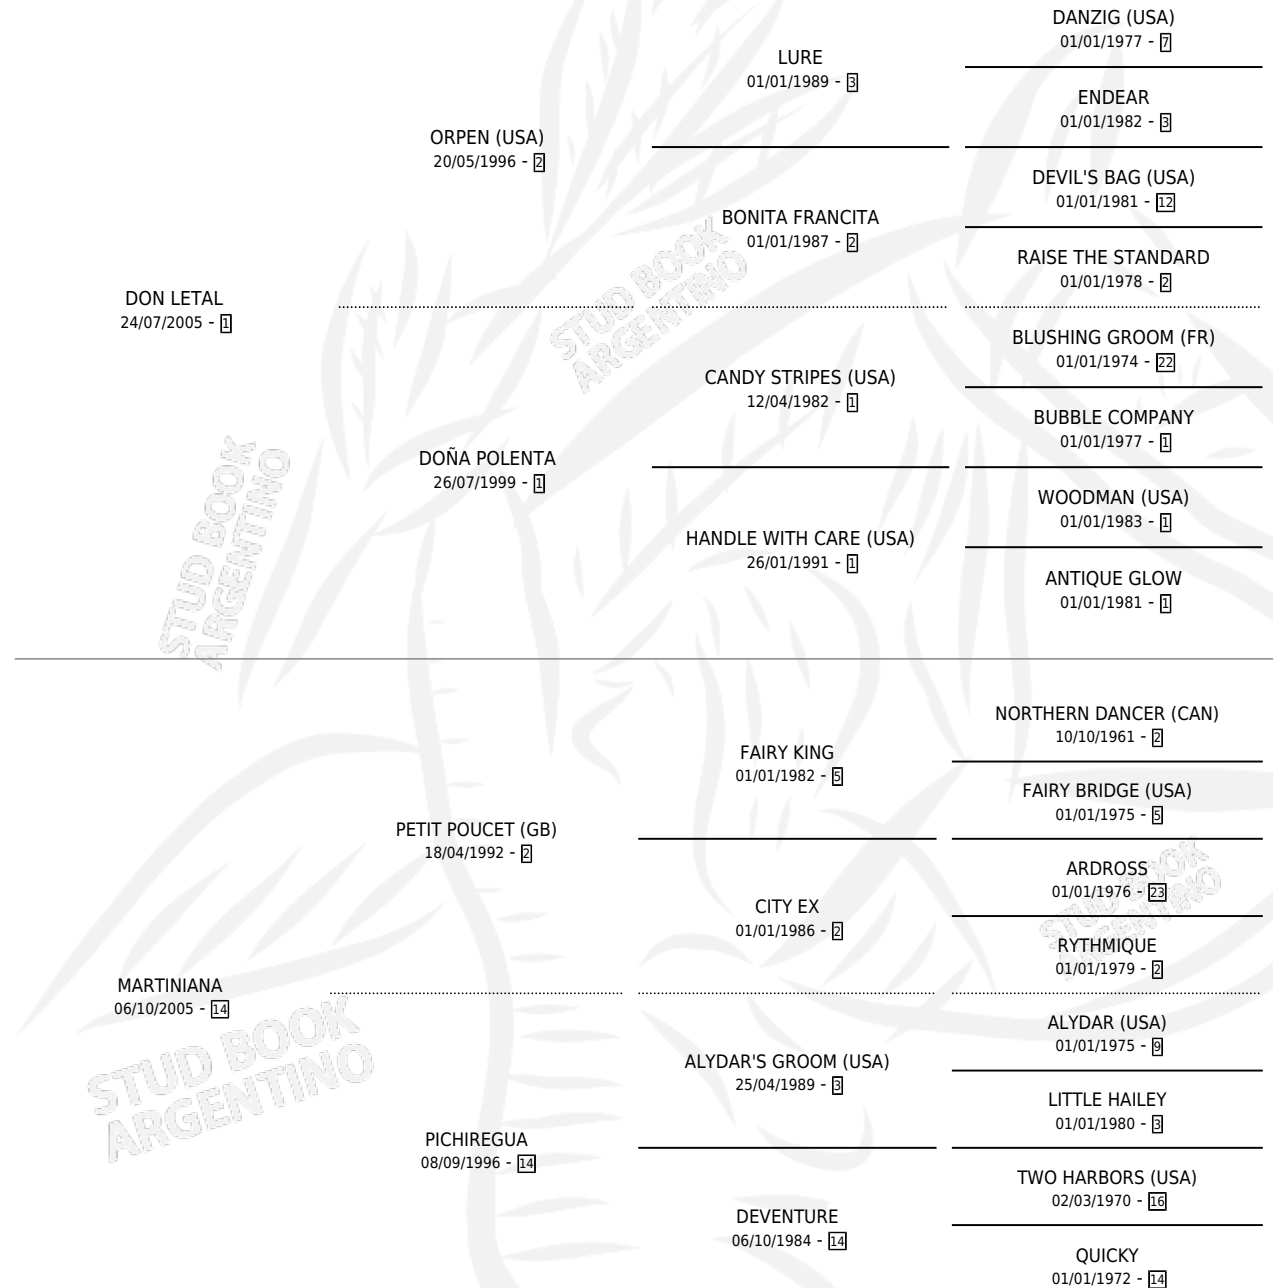 DANZIG (USA)
01/01/1977 - 7
LURE
01/01/1989 - 3
ENDEAR
01/01/1982 - 3
ORPEN (USA)
20/05/1996 - 2
DEVIL'S BAG (USA)
01/01/1981 - 12
BONITA FRANCITA
01/01/1987 - 2
RAISE THE STANDARD
01/01/1978 - 2
DON LETAL
24/07/2005 - 1
STUD BOOK
ARGENTINO
BLUSHING GROOM (FR)
01/01/1974 - 22
CANDY STRIPES (USA)
12/04/1982 - 1
BUBBLE COMPANY
01/01/1977 - 1
DOÑA POLENTA
26/07/1999 - 1
WOODMAN (USA)
01/01/1983 - 1
HANDLE WITH CARE (USA)
26/01/1991 - 1
ANTIQUE GLOW
01/01/1981 - 1
STUD BOOK
ARGENTINO
NORTHERN DANCER (CAN)
10/10/1961 - 2
FAIRY KING
01/01/1982 - 5
FAIRY BRIDGE (USA)
01/01/1975 - 5
PETIT POUCET (GB)
18/04/1992 - 2
ARDROSS
01/01/1976 - 23
CITY EX
01/01/1986 - 2
RYTHMIQUE
01/01/1979 - 2
STUD BOOK
ARGENTINO
MARTINIANA
06/10/2005 - 14
STUD BOOK
ARGENTINO
ALYDAR (USA)
01/01/1975 - 9
ALYDAR'S GROOM (USA)
25/04/1989 - 3
LITTLE HAILEY
01/01/1980 - 3
PICHIREGUA
08/09/1996 - 14
TWO HARBORS (USA)
02/03/1970 - 16
DEVENTURE
06/10/1984 - 14
QUICKY
01/01/1972 - 14